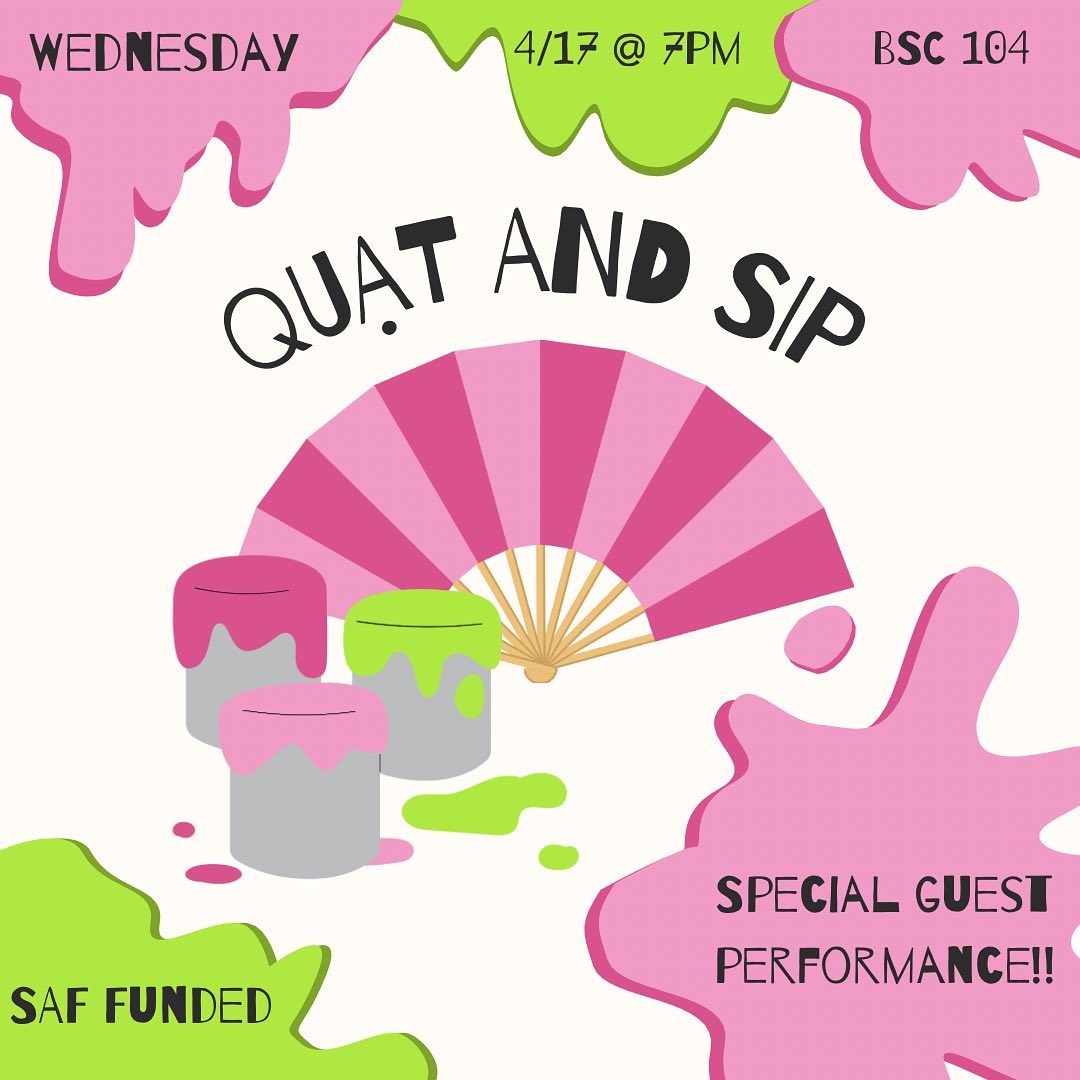 WEDNESDAY
4/17 @ 7PM
BSC 104
QUẠT AND SIP
SPECIAL GUEST
PERFORMANCE!!
SAF FUNDED